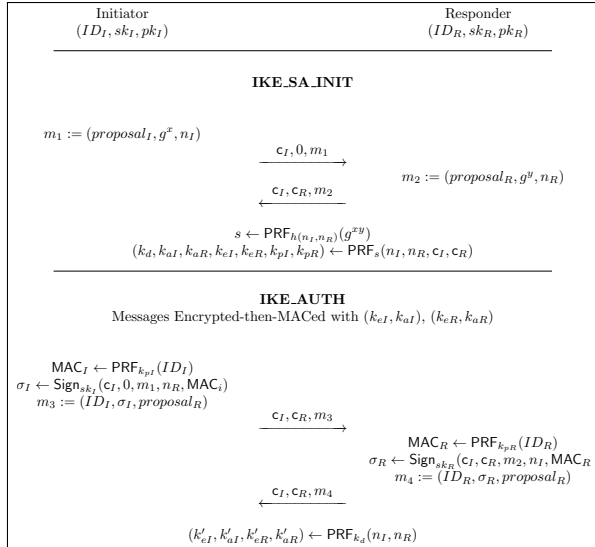 Initiator Responder
(ID_I, sk_I, pk_I) (ID_R, sk_R, pk_R)
IKE_SA_INIT
m_1 := (proposal_I, g^x, n_I)
c_I, 0, m_1
m_2 := (proposal_R, g^y, n_R)
c_I, c_R, m_2
s ← PRF_{h(n_I, n_R)}(g^{xy})
(k_d, k_{aI}, k_{aR}, k_{eI}, k_{eR}, k_{pI}, k_{pR}) ← PRF_s(n_I, n_R, c_I, c_R)
IKE_AUTH
Messages Encrypted-then-MACed with (k_{eI}, k_{aI}), (k_{eR}, k_{aR})
MAC_I ← PRF_{k_{pI}}(ID_I)
σ_I ← Sign_{sk_I}(c_I, 0, m_1, n_R, MAC_i)
m_3 := (ID_I, σ_I, proposal_R)
c_I, c_R, m_3
MAC_R ← PRF_{k_{pR}}(ID_R)
σ_R ← Sign_{sk_R}(c_I, c_R, m_2, n_I, MAC_R
m_4 := (ID_R, σ_R, proposal_R)
c_I, c_R, m_4
(k'_{eI}, k'_{aI}, k'_{eR}, k'_{aR}) ← PRF_{k_d}(n_I, n_R)